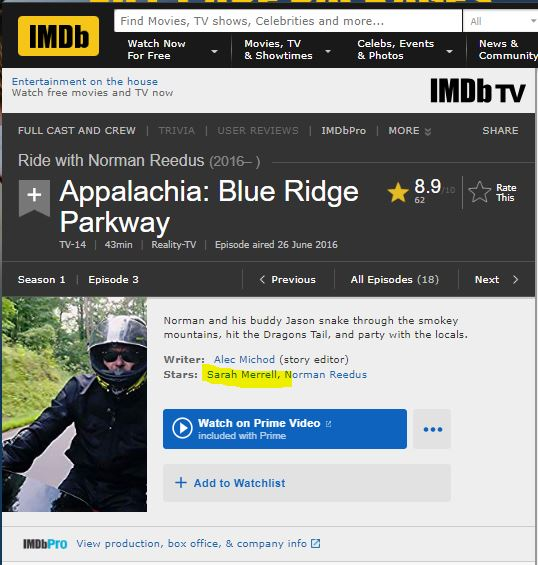 IMDb
Find Movies, TV shows, Celebrities and more...
All
Watch Now
For Free
Movies, TV
& Showtimes
Celebs, Events
& Photos
News &
Community
Entertainment on the house
Watch free movies and TV now
IMDb TV
FULL CAST AND CREW | TRIVIA | USER REVIEWS | IMDbPro | MORE
SHARE
Ride with Norman Reedus (2016– )
+ Appalachia: Blue Ridge
Parkway
8.9/10
62
Rate
This
TV-14 | 43min | Reality-TV | Episode aired 26 June 2016
Season 1 | Episode 3
< Previous | All Episodes (18) | Next >
Norman and his buddy Jason snake through the smokey
mountains, hit the Dragons Tail, and party with the locals.
Writer: Alec Michod (story editor)
Stars: Sarah Merrell, Norman Reedus
Watch on Prime Video
included with Prime
...
+ Add to Watchlist
IMDbPro View production, box office, & company info